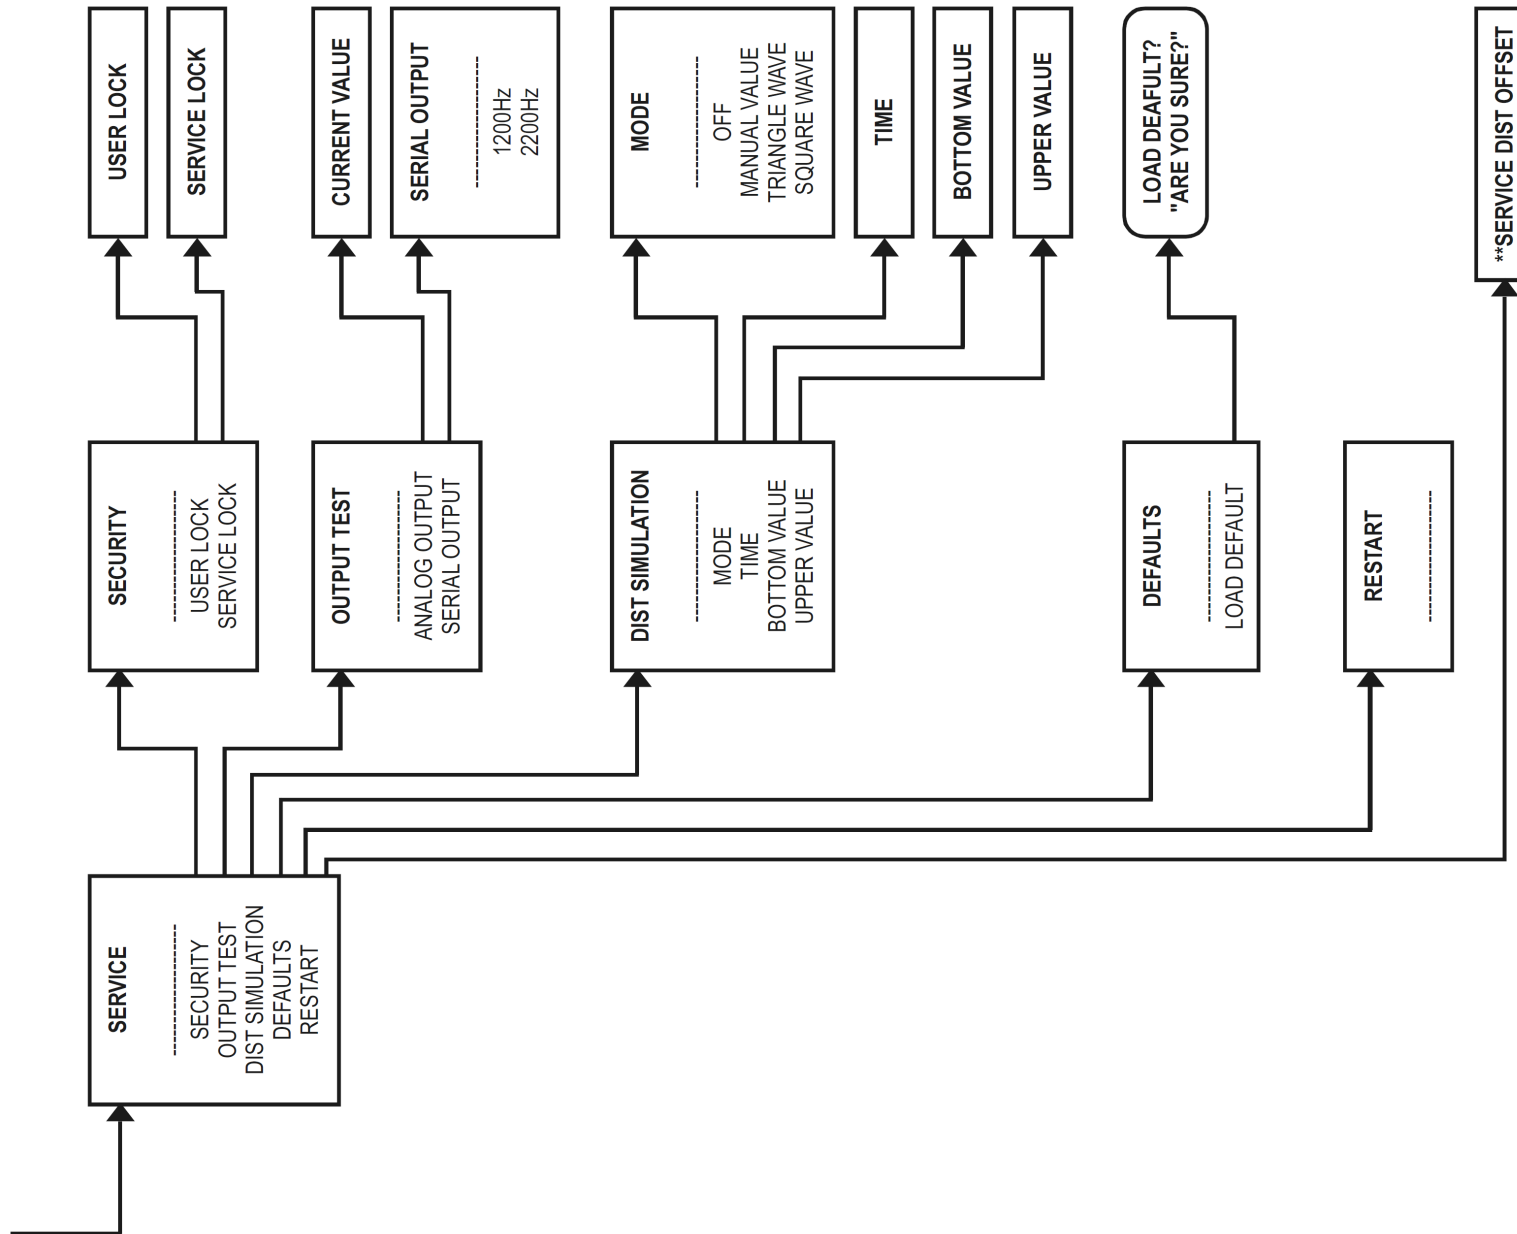 SERVICE
SECURITY
OUTPUT TEST
DIST SIMULATION
DEFAULTS
RESTART
SECURITY
USER LOCK
SERVICE LOCK
USER LOCK
SERVICE LOCK
OUTPUT TEST
ANALOG OUTPUT
SERIAL OUTPUT
CURRENT VALUE
SERIAL OUTPUT
1200Hz
2200Hz
DIST SIMULATION
MODE
TIME
BOTTOM VALUE
UPPER VALUE
MODE
OFF
MANUAL VALUE
TRIANGLE WAVE
SQUARE WAVE
TIME
BOTTOM VALUE
UPPER VALUE
DEFAULTS
LOAD DEFAULT
LOAD DEAFULT?
"ARE YOU SURE?"
RESTART
**SERVICE DIST OFFSET